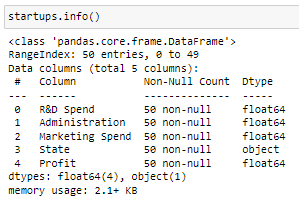 startups.info()
<class 'pandas.core.frame.DataFrame'>
RangeIndex: 50 entries, 0 to 49
Data columns (total 5 columns):
 #   Column           Non-Null Count  Dtype
---  ------           --------------  -----
 0   R&D Spend        50 non-null     float64
 1   Administration   50 non-null     float64
 2   Marketing Spend  50 non-null     float64
 3   State            50 non-null     object
 4   Profit           50 non-null     float64
dtypes: float64(4), object(1)
memory usage: 2.1+ KB